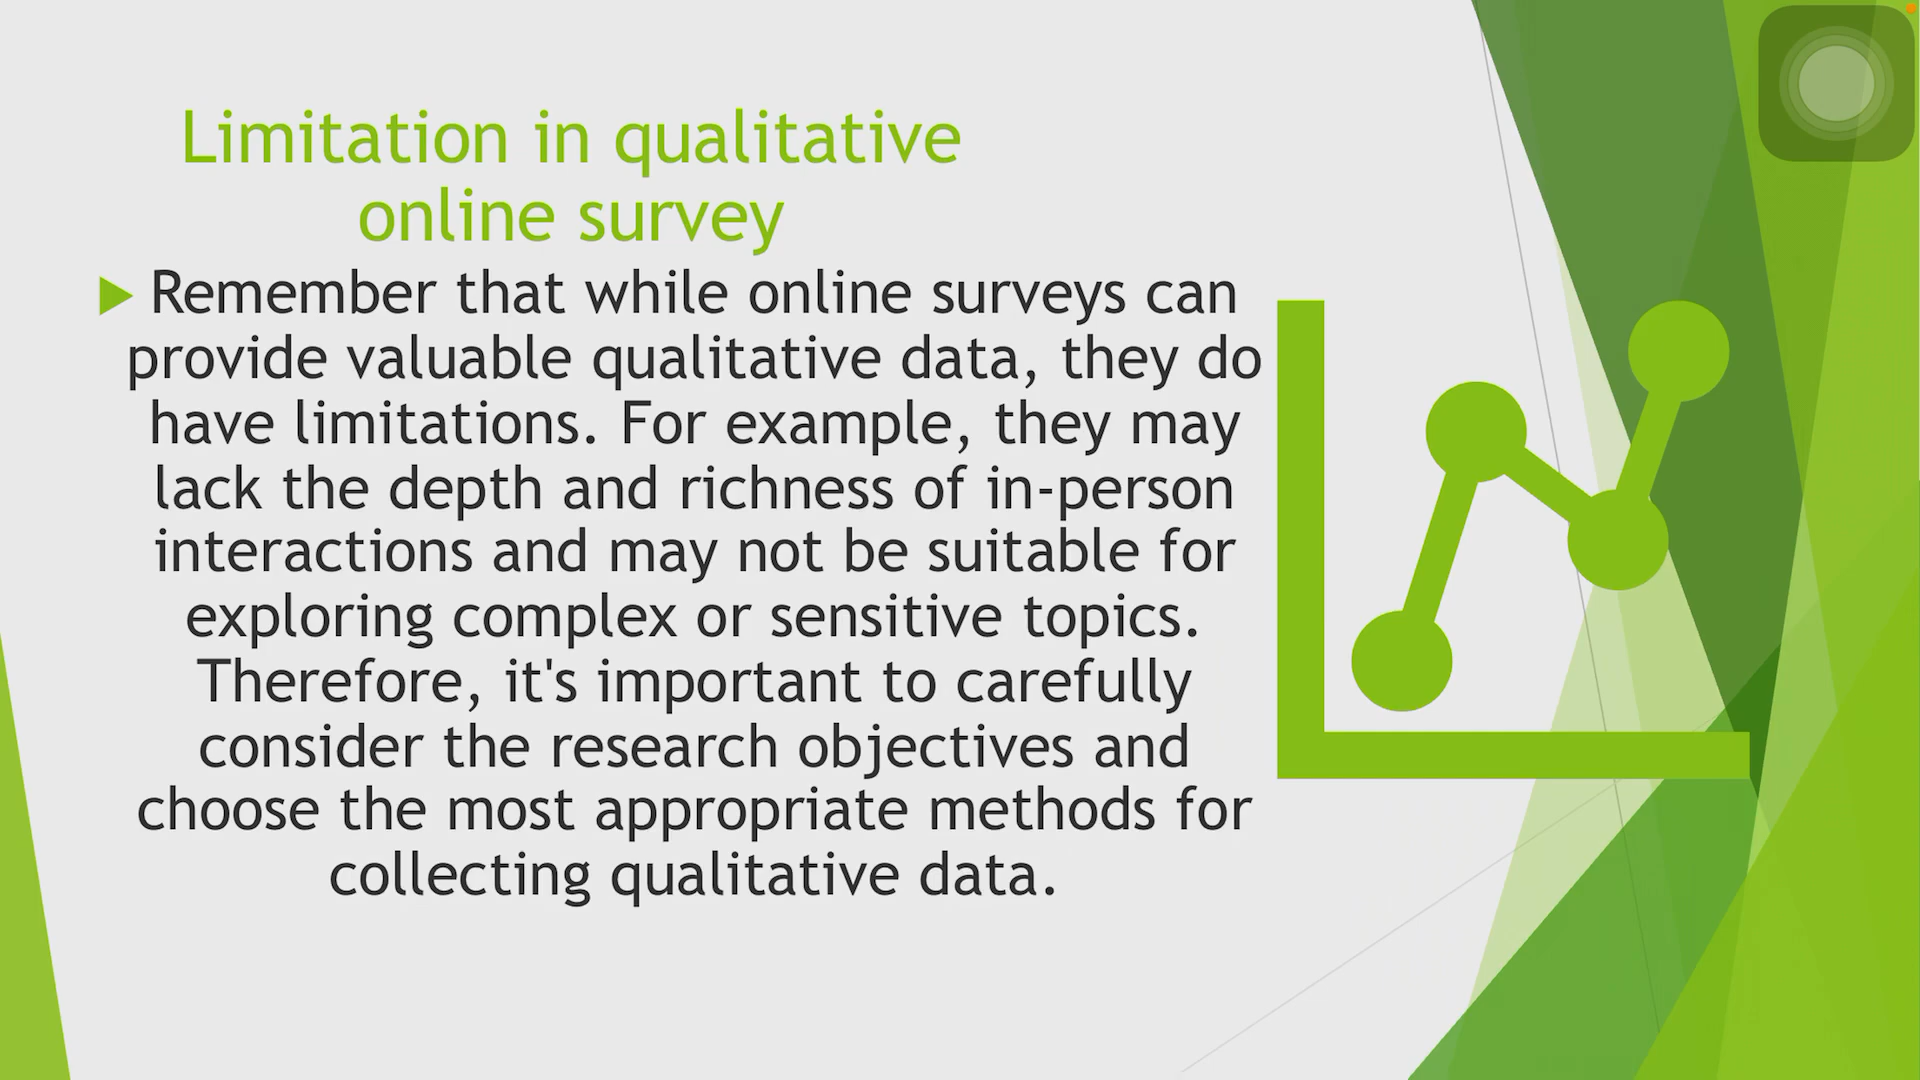 Limitation in qualitative
online survey
Remember that while online surveys can
provide valuable qualitative data, they do
have limitations. For example, they may
lack the depth and richness of in-person
interactions and may not be suitable for
exploring complex or sensitive topics.
Therefore, it's important to carefully
consider the research objectives and
choose the most appropriate methods for
collecting qualitative data.